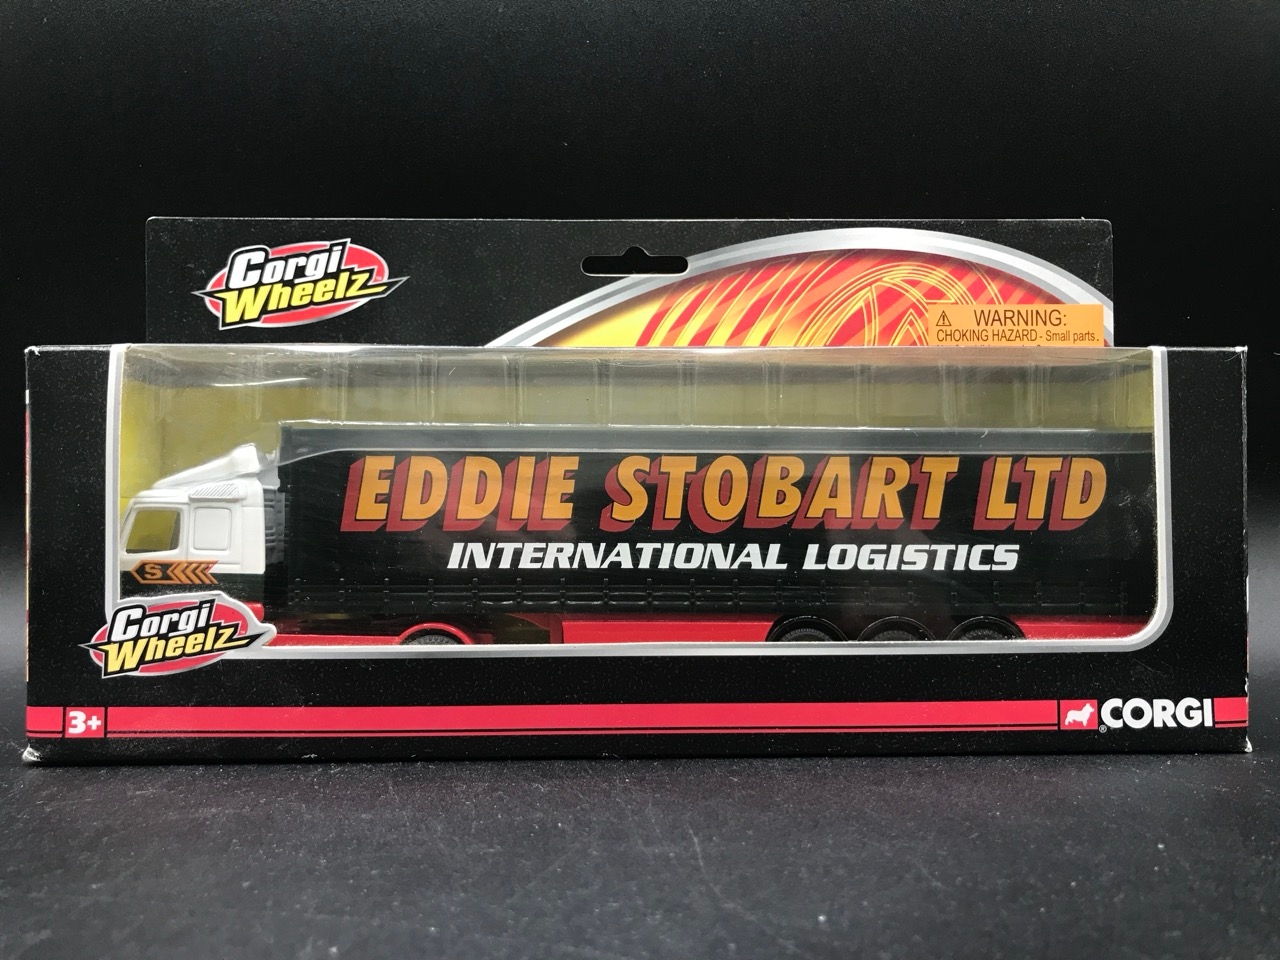 Corgi
Wheelz
WARNING:
CHOKING HAZARD - Small parts.
EDDIE STOBART LTD
INTERNATIONAL LOGISTICS
S
Corgi
Wheelz
3+
® CORGI